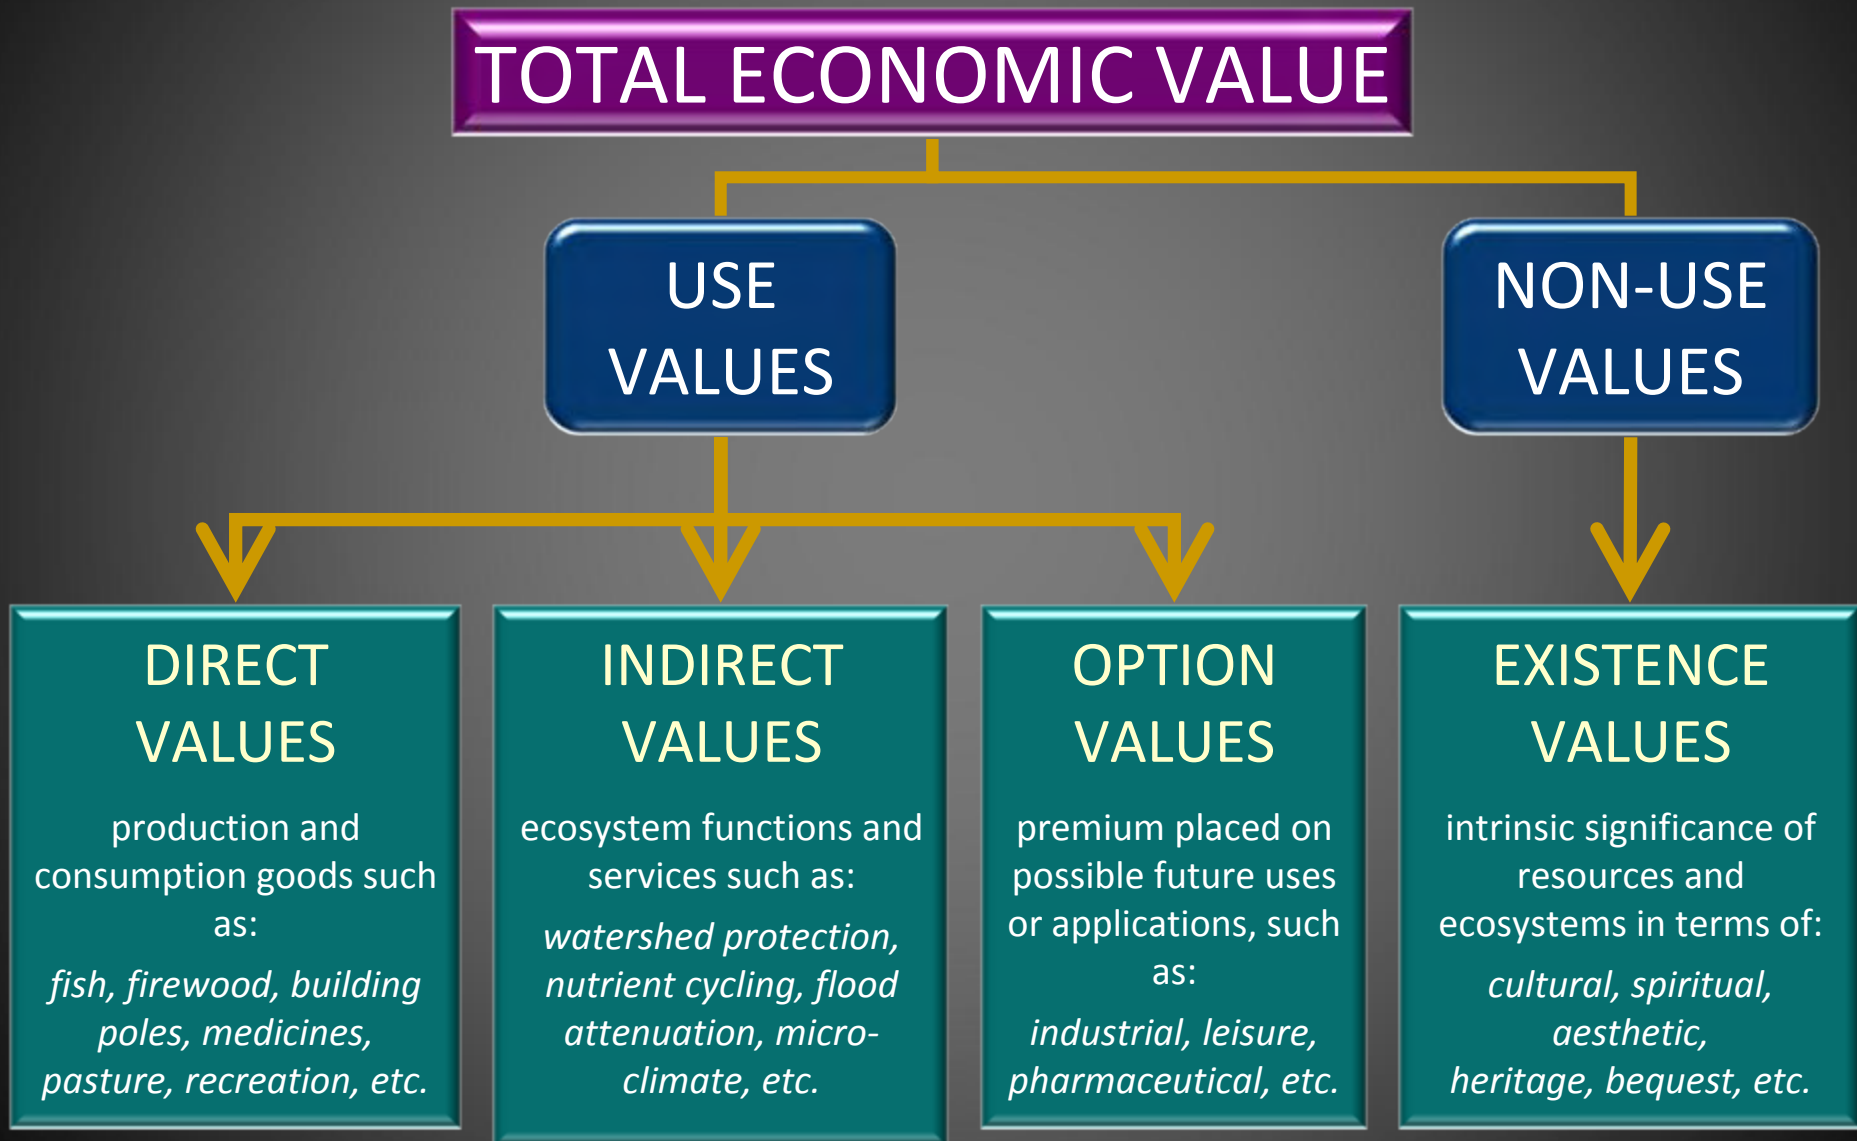 TOTAL ECONOMIC VALUE
USE
VALUES
NON-USE
VALUES
DIRECT
VALUES
production and
consumption goods such
as:
fish, firewood, building
poles, medicines,
pasture, recreation, etc.
INDIRECT
VALUES
ecosystem functions and
services such as:
watershed protection,
nutrient cycling, flood
attenuation, micro-
climate, etc.
OPTION
VALUES
premium placed on
possible future uses
or applications, such
as:
industrial, leisure,
pharmaceutical, etc.
EXISTENCE
VALUES
intrinsic significance of
resources and
ecosystems in terms of:
cultural, spiritual,
aesthetic,
heritage, bequest, etc.